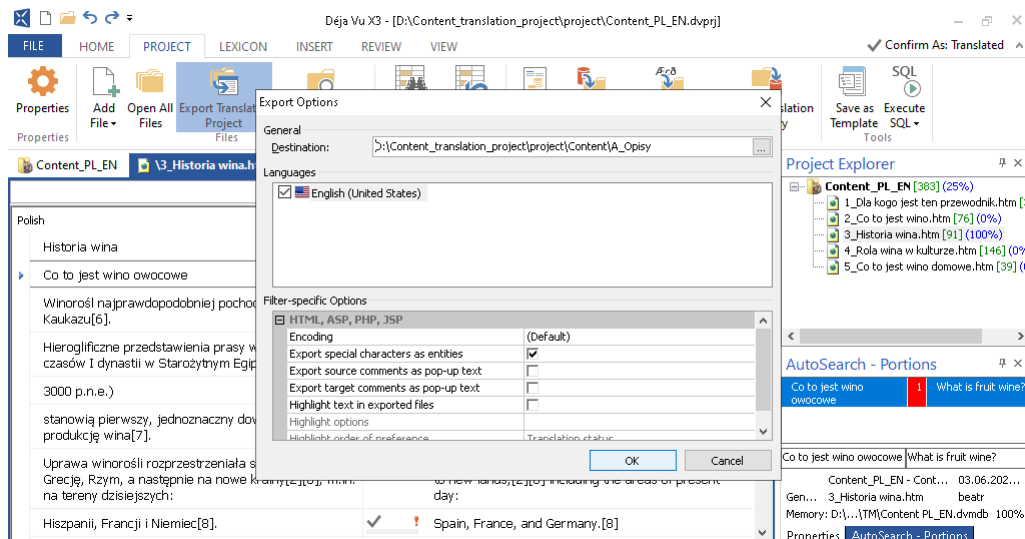 Déja Vu X3 - [D:\Content_translation_project\project\Content_PL_EN.dvprj]
FILE HOME PROJECT LEXICON INSERT REVIEW VIEW Confirm As: Translated
Properties
Add File
Open All Files
Export Translat
Project
Save as Template
SQL
Execute SQL
Properties Files Tools
Content_PL_EN
\3_Historia wina.h
Polish
Historia wina
Co to jest wino owocowe
Winorośl najprawdopodobniej pochod
Kaukazu[6].
Hieroglificzne przedstawienia prasy w
czasów I dynastii w Starożytnym Egip
3000 p.n.e.)
stanowią pierwszy, jednoznaczny dow
produkcję wina[7].
Uprawa winorośli rozprzestrzeniała s
Grecję, Rzym, a następnie na nowe krainy[2][8], m.in.
na tereny dzisiejszych:
to new lands,[2][8] including the areas of present
day:
Hiszpanii, Francji i Niemiec[8].
Spain, France, and Germany.[8]
Export Options
General
Destination:
:\Content_translation_project\project\Content\A_Opisy
...
Languages
English (United States)
Filter-specific Options
HTML, ASP, PHP, JSP
Encoding (Default)
Export special characters as entities
Export source comments as pop-up text
Export target comments as pop-up text
Highlight text in exported files
Highlight options
Highlight order of preference Translation status
OK Cancel
Project Explorer
Content_PL_EN [383] (25%)
1_Dla kogo jest ten przewodnik.htm
2_Co to jest wino.htm [76] (0%)
3_Historia wina.htm [91] (100%)
4_Rola wina w kulturze.htm [146] (0%
5_Co to jest wino domowe.htm [39] (
AutoSearch - Portions
Co to jest wino
owocowe
1
What is fruit wine?
Co to jest wino owocowe What is fruit wine?
Content_PL_EN - Cont... 03.06.202...
Gen... 3_Historia wina.htm beatr
Memory: D:\...\TM\Content PL_EN.dvmdb 100%
Properties AutoSearch - Portions